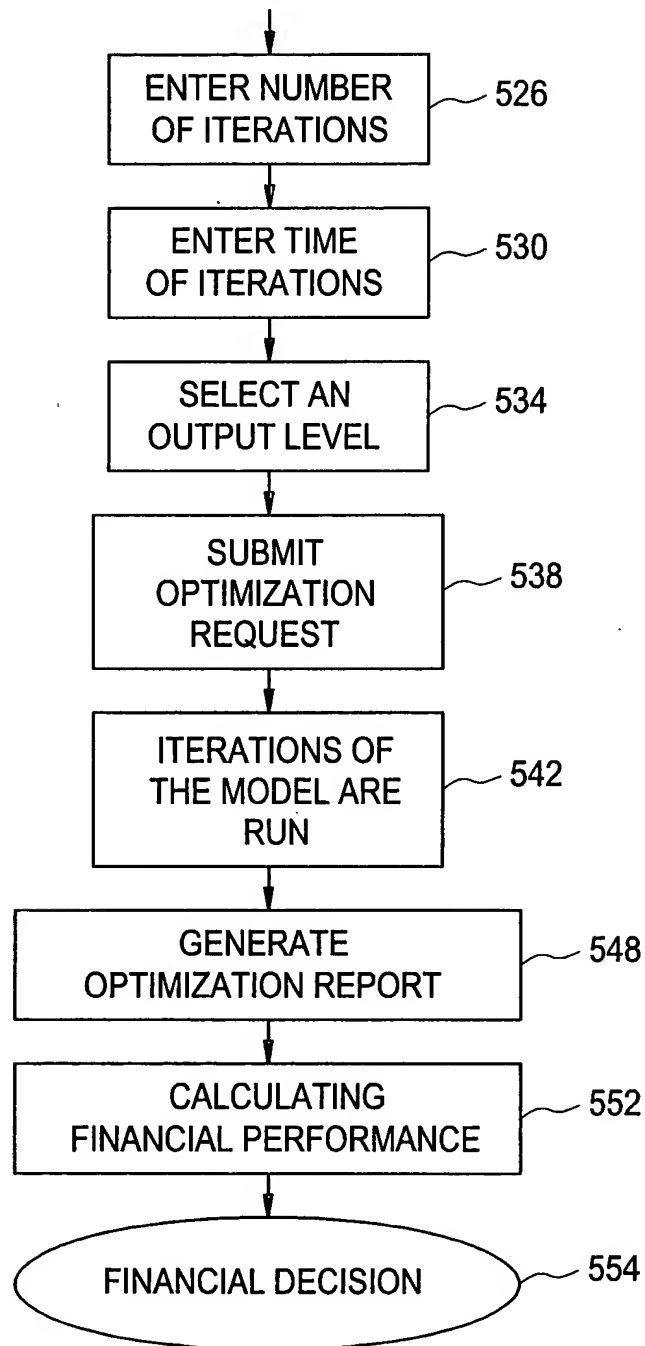 ENTER NUMBER
OF ITERATIONS
526
ENTER TIME
OF ITERATIONS
530
SELECT AN
OUTPUT LEVEL
534
SUBMIT
OPTIMIZATION
REQUEST
538
ITERATIONS OF
THE MODEL ARE
RUN
542
GENERATE
OPTIMIZATION REPORT
548
CALCULATING
FINANCIAL PERFORMANCE
552
FINANCIAL DECISION
554